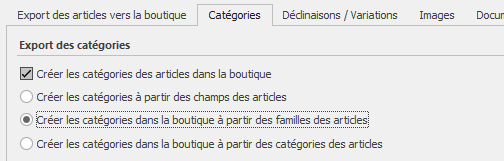 Export des articles vers la boutique Catégories Déclinaisons / Variations Images
Export des catégories
Créer les catégories des articles dans la boutique
Créer les catégories à partir des champs des articles
Créer les catégories dans la boutique à partir des familles des articles
Créer les catégories dans la boutique à partir des catégories des articles